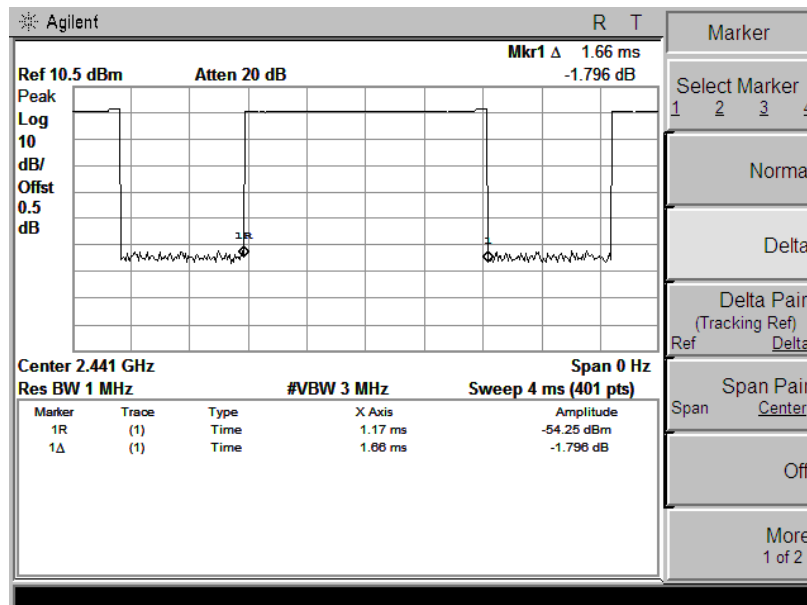 Agilent R T
Mkr1 Δ 1.66 ms
Ref 10.5 dBm Atten 20 dB -1.796 dB
Peak
Log
10
dB/
Offst
0.5
dB
1R
1
Center 2.441 GHz Span 0 Hz
Res BW 1 MHz #VBW 3 MHz Sweep 4 ms (401 pts)
Marker Trace Type X Axis Amplitude
1R (1) Time 1.17 ms -54.25 dBm
1Δ (1) Time 1.66 ms -1.796 dB
Marker
Select Marker
1 2 3 4
Norma
Delta
Delta Pair
(Tracking Ref)
Ref Delta
Span Pair
Span Center
Off
More
1 of 2